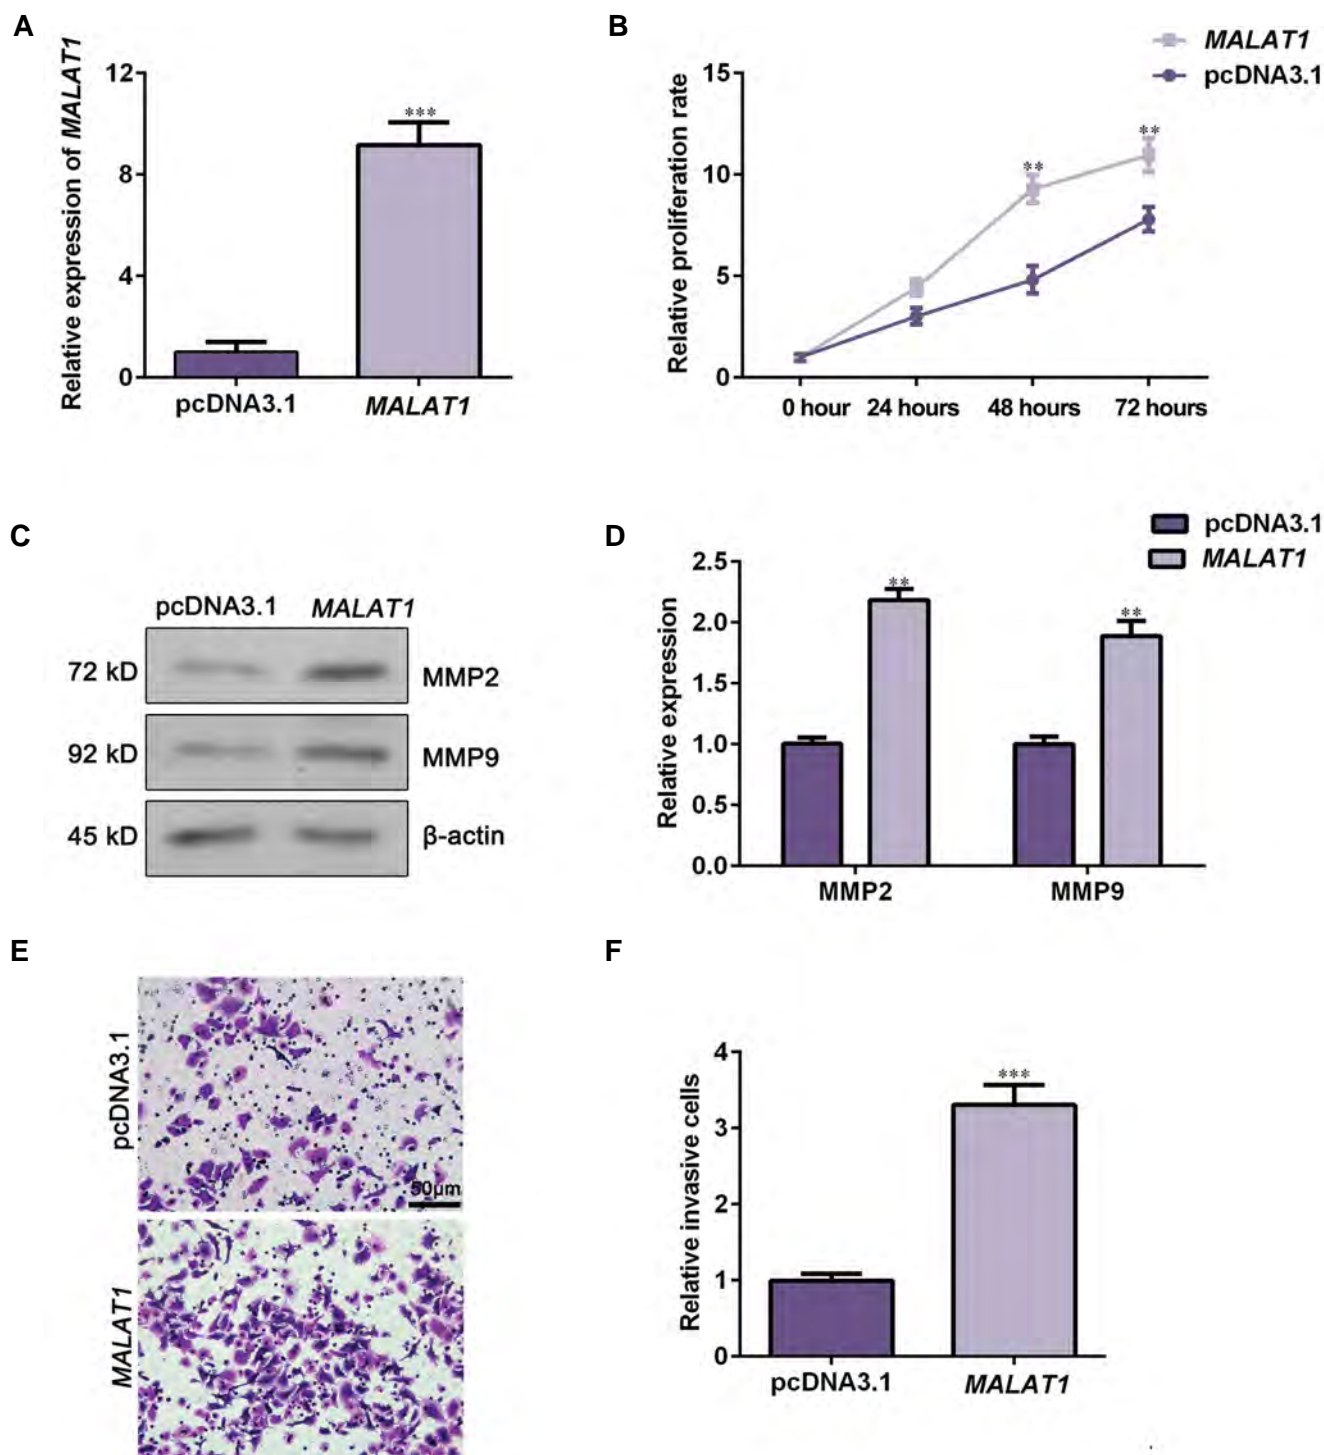 A
Relative expression of MALAT1
12
8
4
0
***
pcDNA3.1
MALAT1
B
MALAT1
pcDNA3.1
Relative proliferation rate
15
10
5
0
**
**
0 hour 24 hours 48 hours 72 hours
C
pcDNA3.1 MALAT1
72 kD MMP2
92 kD MMP9
45 kD β-actin
D
pcDNA3.1
MALAT1
Relative expression
2.5
2.0
1.5
1.0
0.5
0.0
**
**
MMP2 MMP9
E
pcDNA3.1
50μm
MALAT1
F
Relative invasive cells
4
3
2
1
0
***
pcDNA3.1 MALAT1